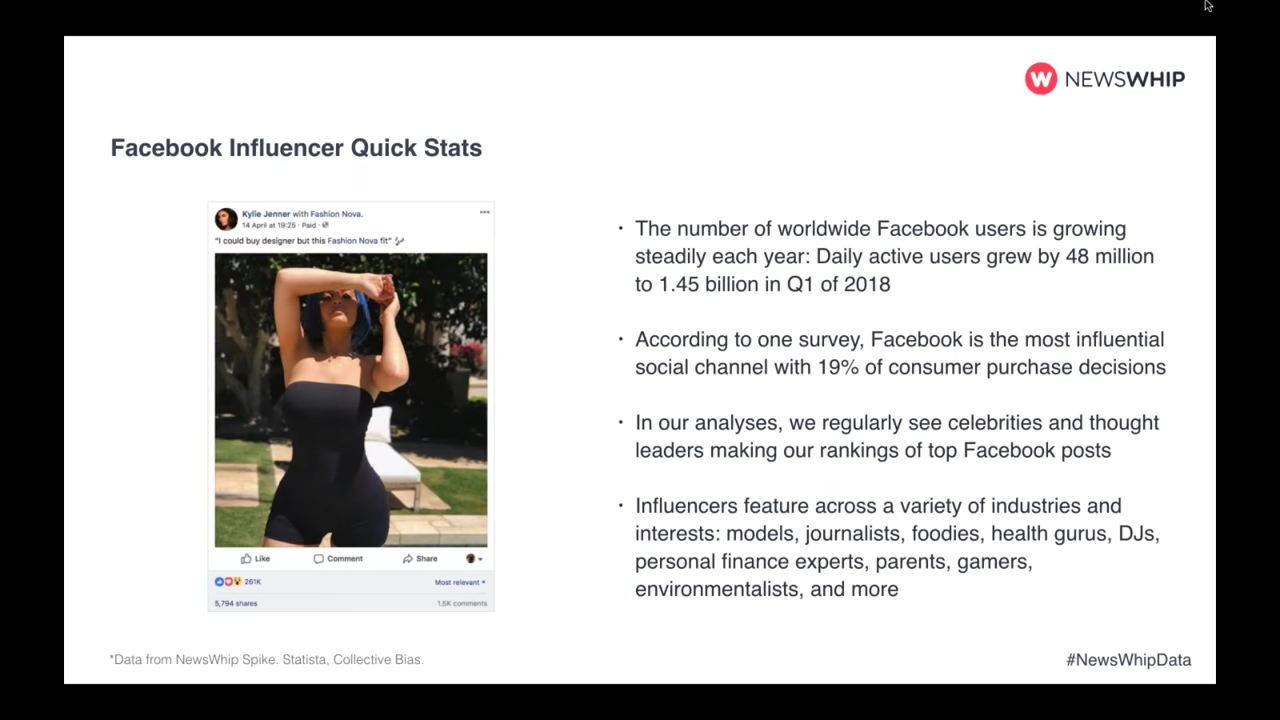 W NEWSWHIP
Facebook Influencer Quick Stats
Kylie Jenner with Fashion Nova.
14 April at 19:25 · Paid ·
"I could buy designer but this Fashion Nova fit"
Like Comment Share
261K Most relevant
5,794 shares 1.5K comments
· The number of worldwide Facebook users is growing
steadily each year: Daily active users grew by 48 million
to 1.45 billion in Q1 of 2018
· According to one survey, Facebook is the most influential
social channel with 19% of consumer purchase decisions
· In our analyses, we regularly see celebrities and thought
leaders making our rankings of top Facebook posts
· Influencers feature across a variety of industries and
interests: models, journalists, foodies, health gurus, DJs,
personal finance experts, parents, gamers,
environmentalists, and more
*Data from NewsWhip Spike. Statista, Collective Bias.
#NewsWhipData